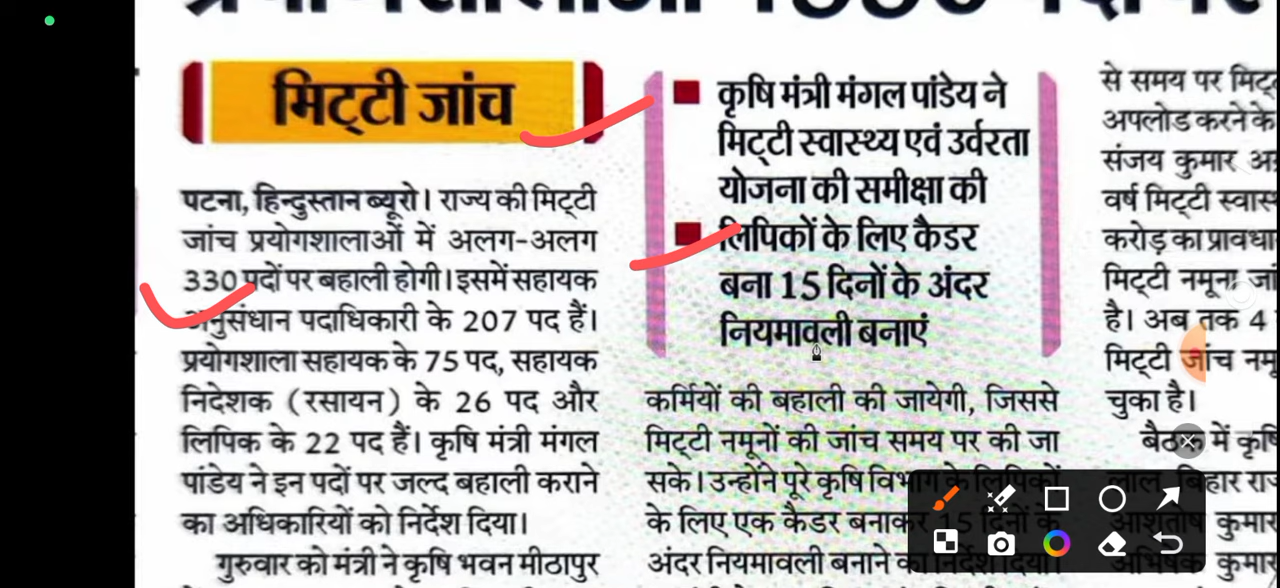 मिट्टी जांच
पटना, हिन्दुस्तान ब्यूरो। राज्य की मिट्टी
जांच प्रयोगशालाओं में अलग-अलग
330 पदों पर बहाली होगी। इसमें सहायक
अनुसंधान पदाधिकारी के 207 पद हैं।
प्रयोगशाला सहायक के 75 पद, सहायक
निदेशक (रसायन) के 26 पद और
लिपिक के 22 पद हैं। कृषि मंत्री मंगल
पांडेय ने इन पदों पर जल्द बहाली कराने
का अधिकारियों को निर्देश दिया।
गुरुवार को मंत्री ने कृषि भवन मीठापुर
कृषि मंत्री मंगल पांडेय ने
मिट्टी स्वास्थ्य एवं उर्वरता
योजना की समीक्षा की
लिपिकों के लिए कैडर
बना 15 दिनों के अंदर
नियमावली बनाएं
कर्मियों की बहाली की जायेगी, जिससे
मिट्टी नमूनों की जांच समय पर की जा
सके। उन्होंने पूरे कृषि विभाग के लिपिकों
के लिए एक कैडर बनाकर 15 दिनों के
अंदर नियमावली बनाने का निर्देश दिया।
से समय पर
अपलोड करने के
संजय कुमार
वर्ष मिट्टी
करोड़ का
मिट्टी नमूना
है। अब तक 4
मिट्टी जांच
चुका है।
बैठक में
लाल, बिहार
आशुतोष कुमार
अभिषेक कुमार